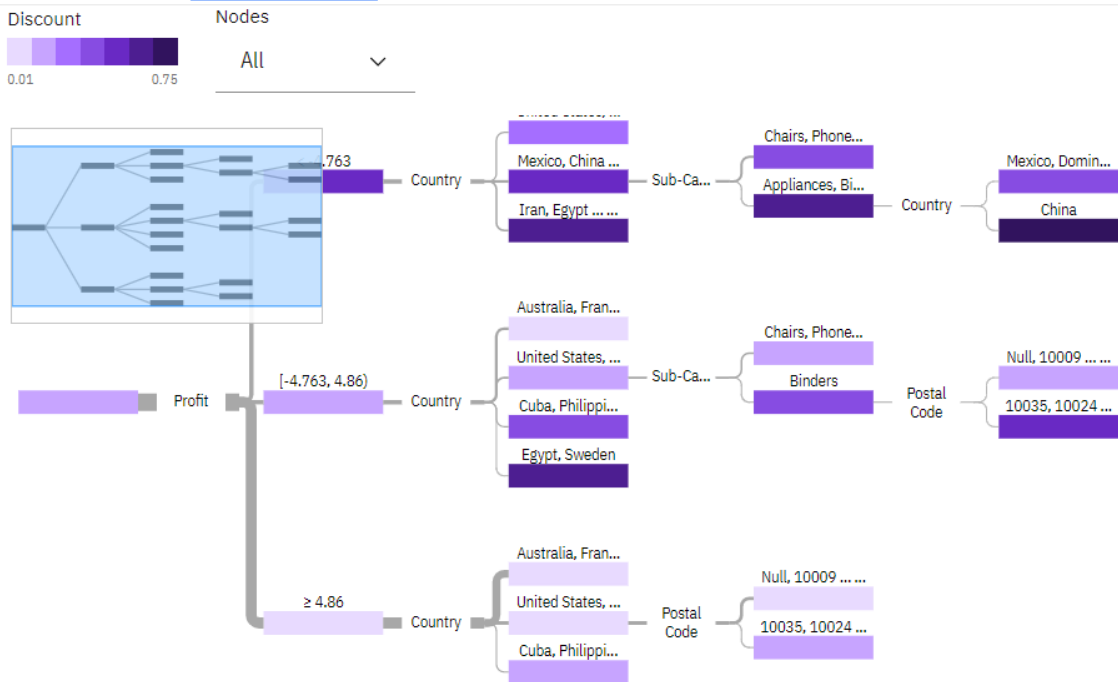 Discount
Nodes
0.01
0.75
All
United States, ...
Mexico, China ...
Iran, Egypt ... ...
Country
Sub-Ca...
Chairs, Phone...
Appliances, Bi...
Country
Mexico, Domin...
China
Profit
[-4.763, 4.86)
Country
Australia, Fran...
United States, ...
Cuba, Philippi...
Egypt, Sweden
Sub-Ca...
Chairs, Phone...
Binders
Postal
Code
Null, 10009 ... ...
10035, 10024 ...
≥ 4.86
Country
Australia, Fran...
United States, ...
Cuba, Philippi...
Postal
Code
Null, 10009 ... ...
10035, 10024 ...